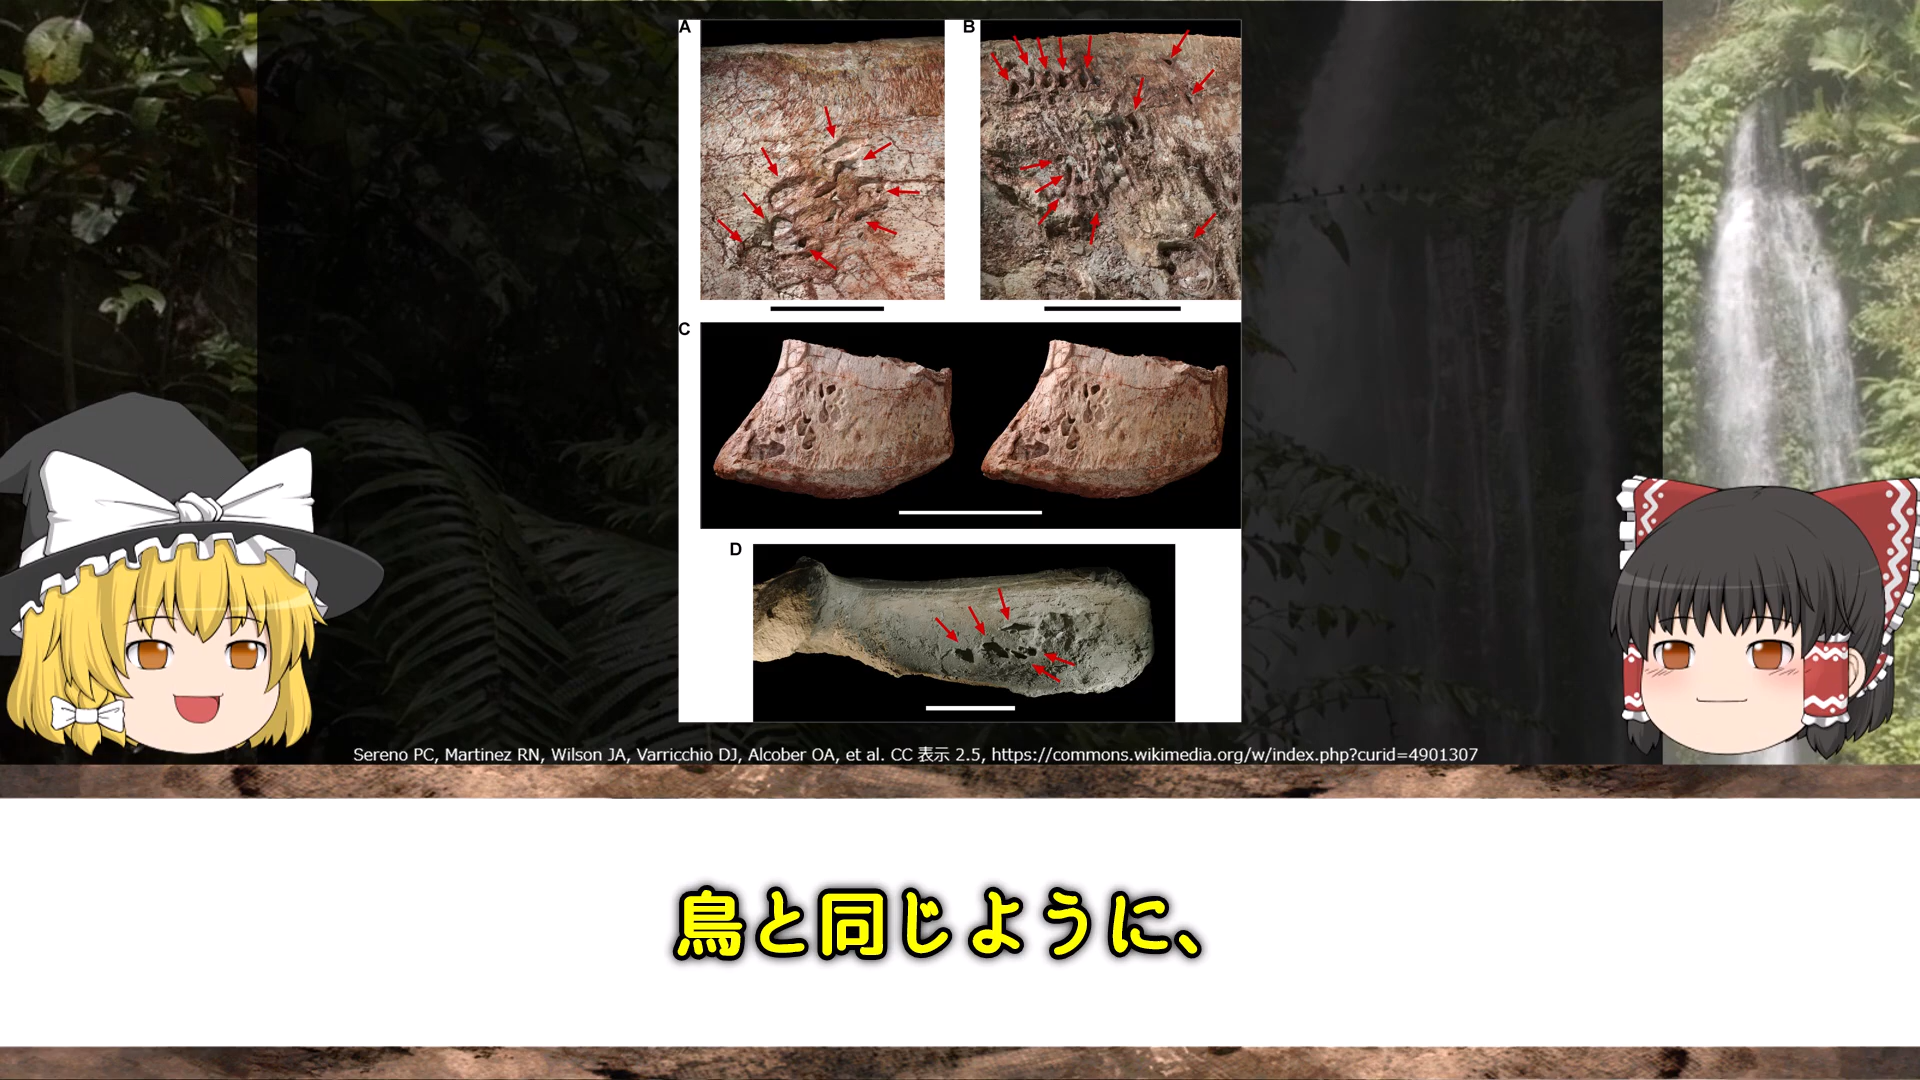 A
B
C
D
Sereno PC, Martinez RN, Wilson JA, Varricchio DJ, Alcober OA, et al. CC 表示 2.5, https://commons.wikimedia.org/w/index.php?curid=4901307
鳥と同じように、